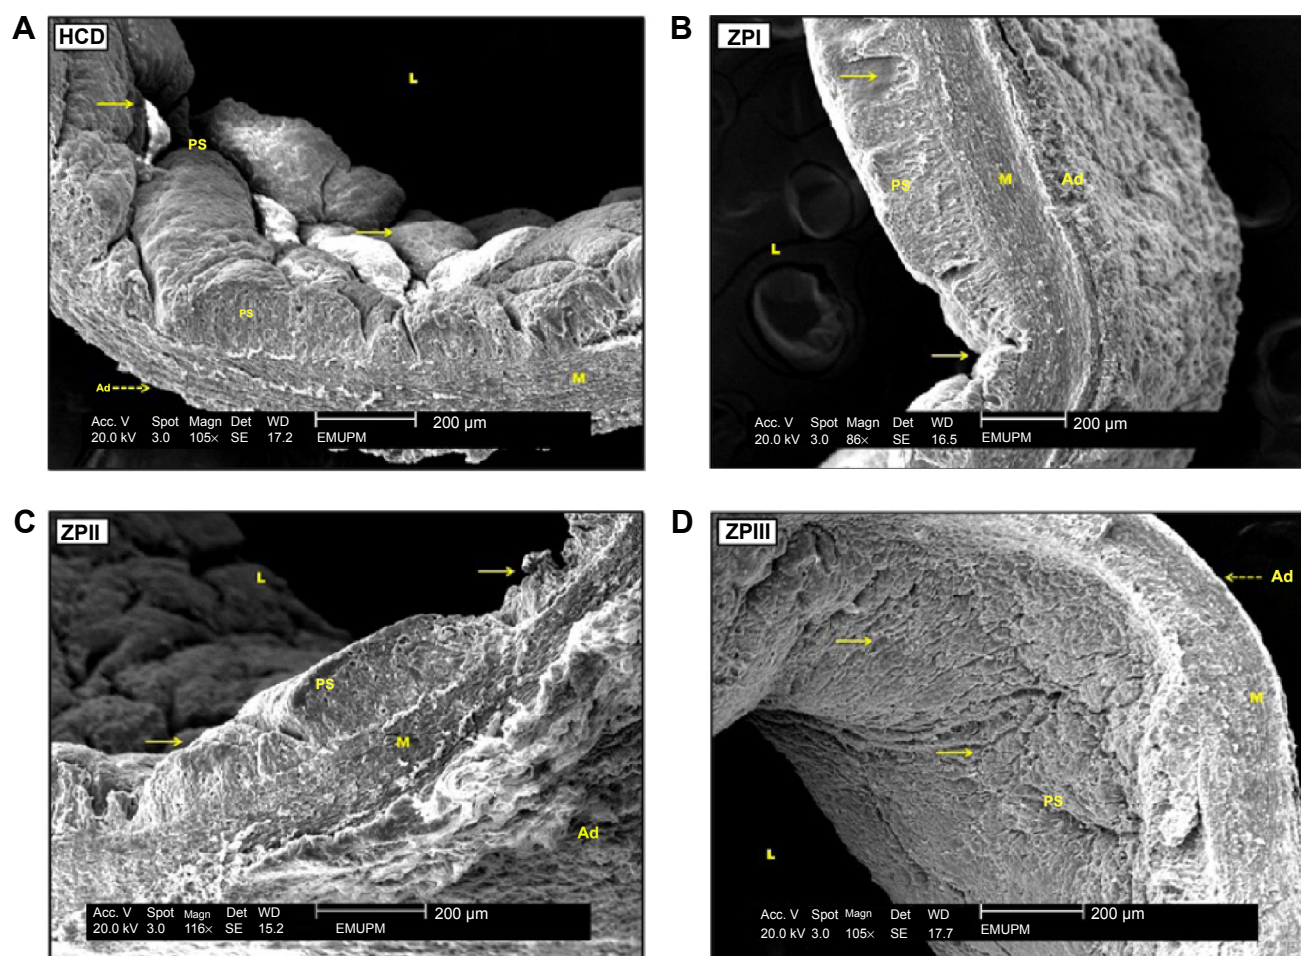 A
HCD
L
PS
PS
Ad
M
Acc. V Spot Magn Det WD
20.0 kV 3.0 105× SE 17.2 EMUPM
200 µm
B
ZPI
PS
M
Ad
L
Acc. V Spot Magn Det WD
20.0 kV 3.0 86× SE 16.5 EMUPM
200 µm
C
ZPII
L
PS
M
Ad
Acc. V Spot Magn Det WD
20.0 kV 3.0 116× SE 15.2 EMUPM
200 µm
D
ZPIII
Ad
M
PS
L
Acc. V Spot Magn Det WD
20.0 kV 3.0 105× SE 17.7 EMUPM
200 µm